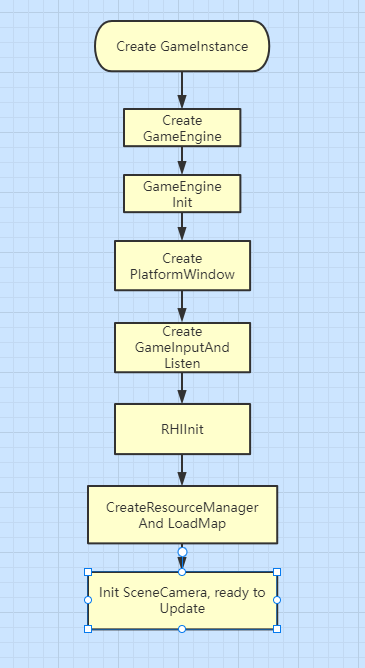 Create GameInstance
Create
GameEngine
GameEngine
Init
Create
PlatformWindow
Create
GameInputAnd
Listen
RHIInit
CreateResourceManager
And LoadMap
Init SceneCamera, ready to
Update